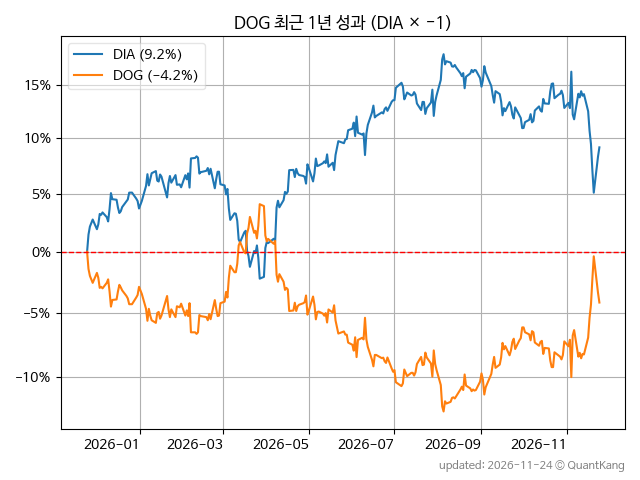 DOG 최근 1년 성과 (DIA × −1)
DIA (9.2%)
DOG (−4.2%)
15%
10%
5%
0%
−5%
−10%
2026−01 2026−03 2026−05 2026−07 2026−09 2026−11
updated: 2026-11-24 © QuantKang